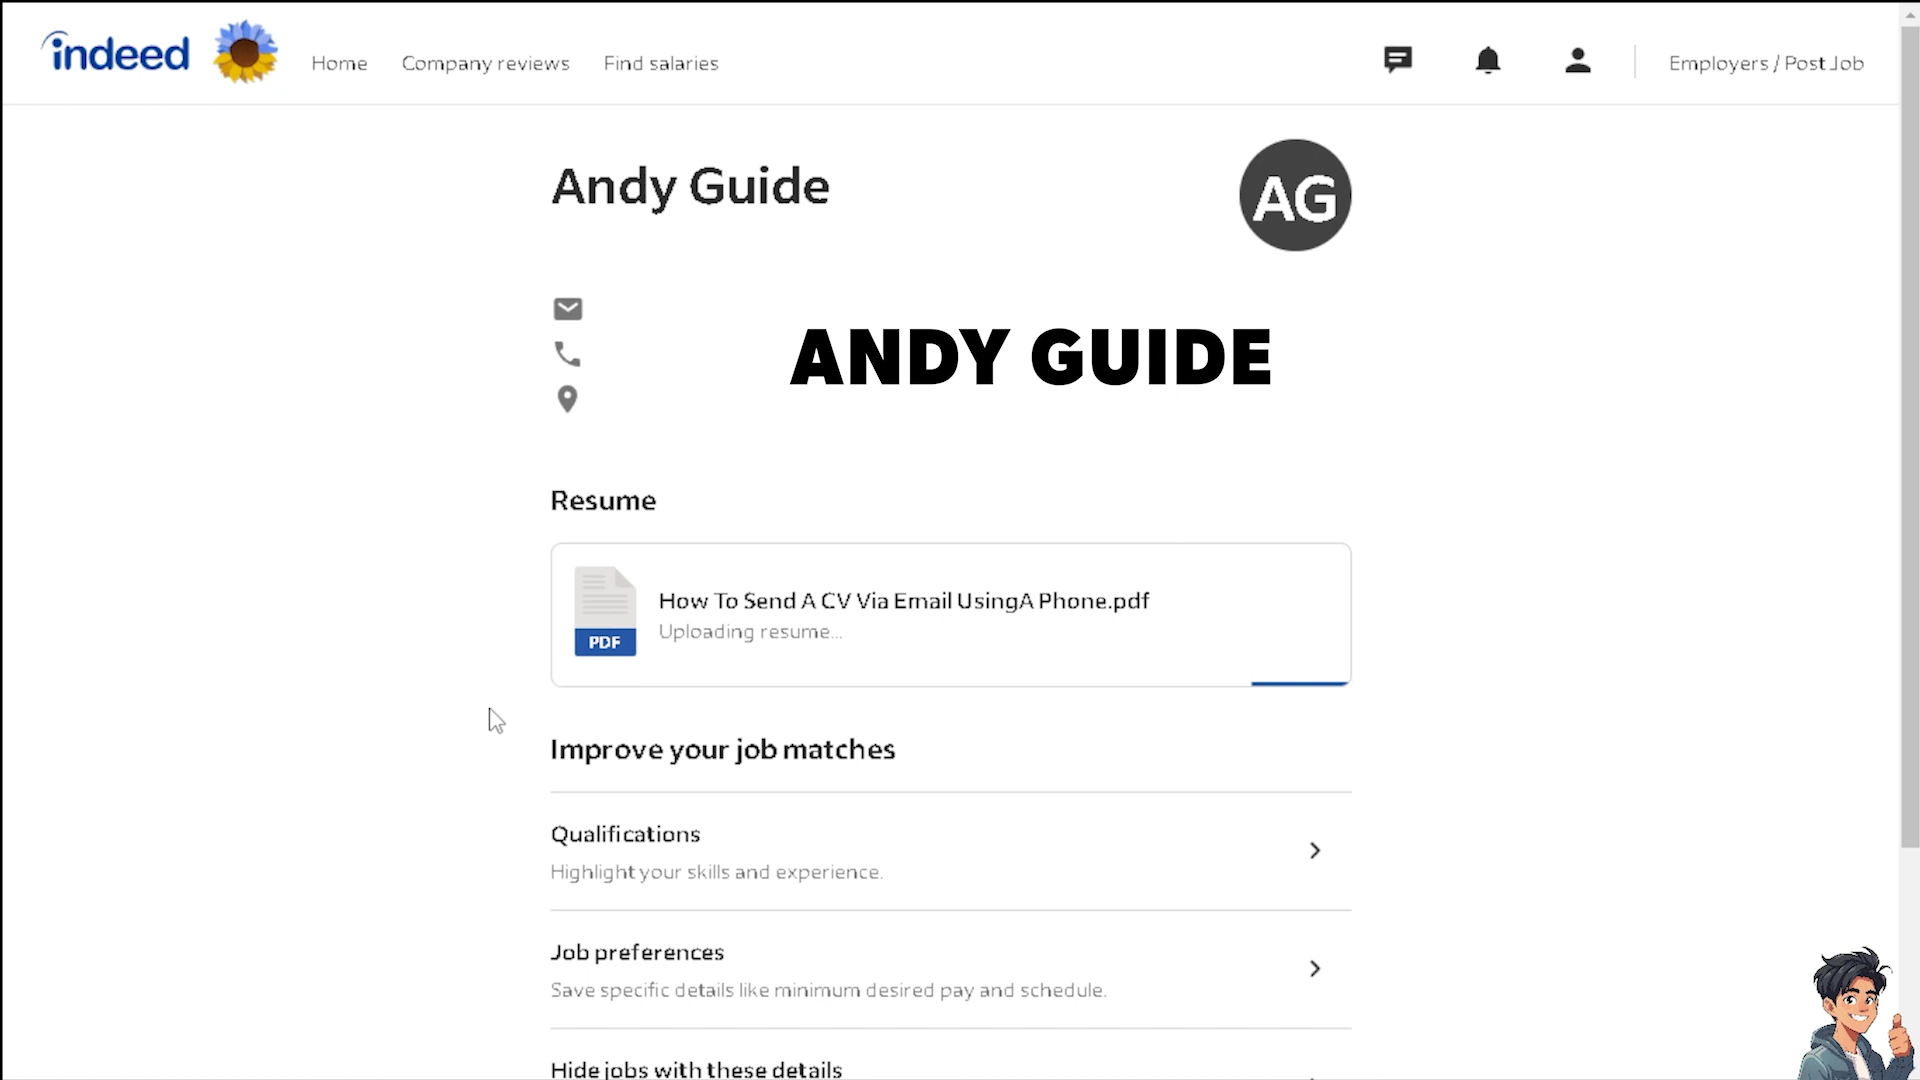 indeed
Home Company reviews Find salaries
Employers / Post Job
Andy Guide
AG
ANDY GUIDE
Resume
How To Send A CV Via Email UsingA Phone.pdf
Uploading resume...
PDF
Improve your job matches
Qualifications
Highlight your skills and experience.
Job preferences
Save specific details like minimum desired pay and schedule.
Hide jobs with these details